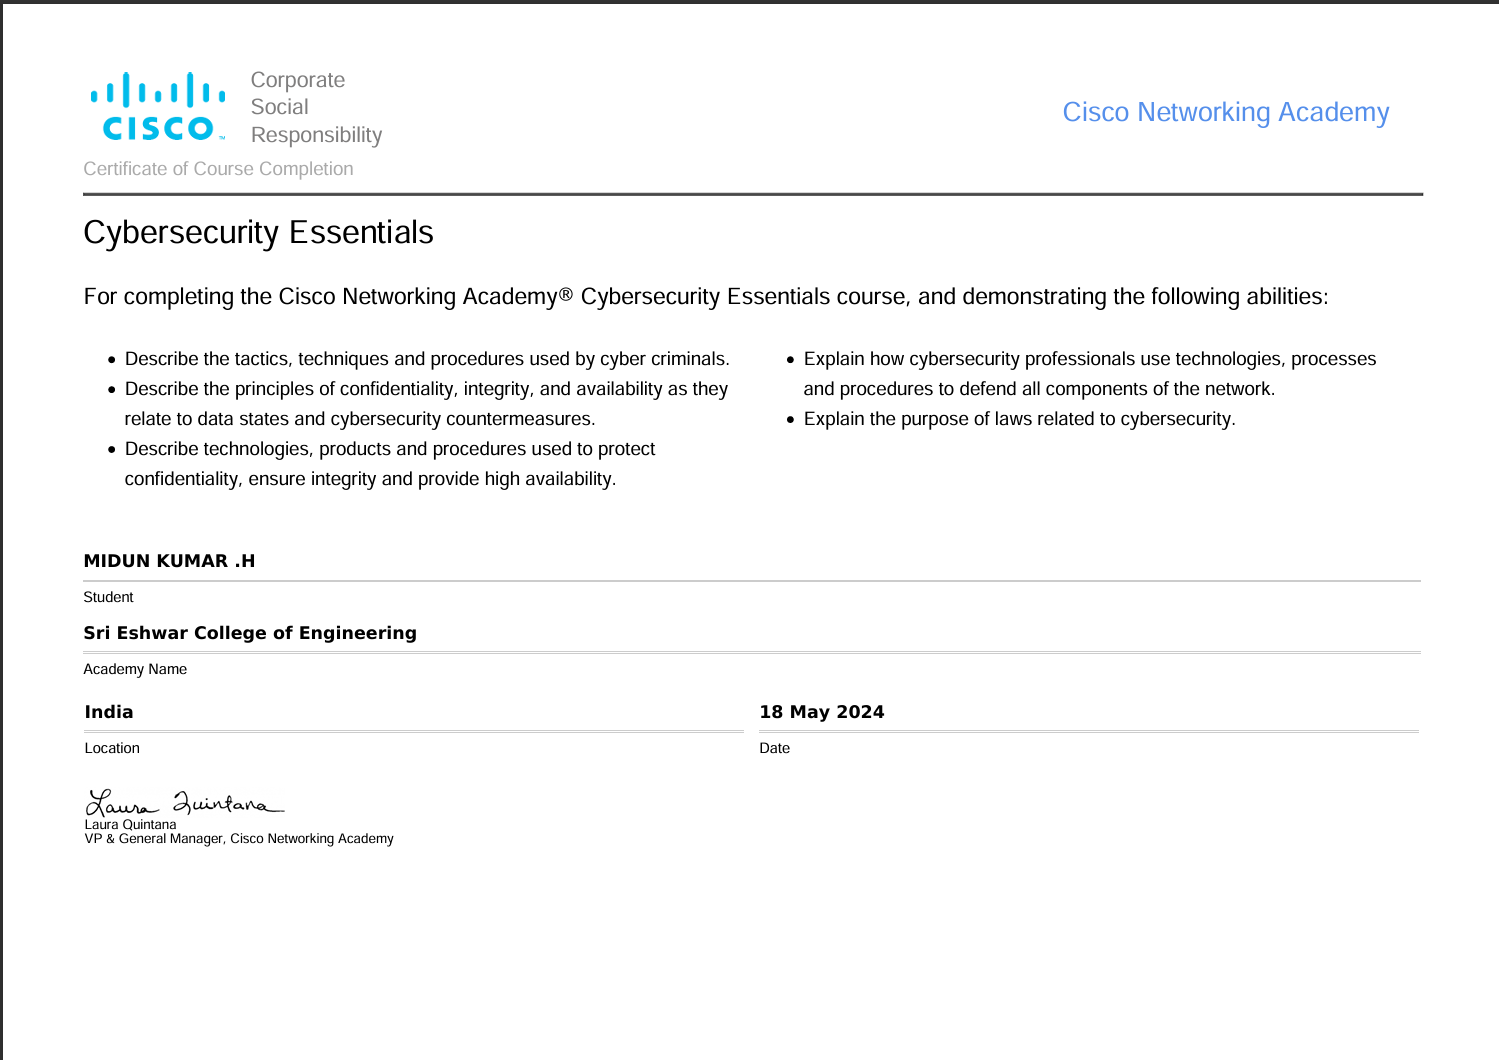 CISCO™
Corporate
Social
Responsibility
Cisco Networking Academy
Certificate of Course Completion
Cybersecurity Essentials
For completing the Cisco Networking Academy® Cybersecurity Essentials course, and demonstrating the following abilities:
• Describe the tactics, techniques and procedures used by cyber criminals.
• Describe the principles of confidentiality, integrity, and availability as they
relate to data states and cybersecurity countermeasures.
• Describe technologies, products and procedures used to protect
confidentiality, ensure integrity and provide high availability.
• Explain how cybersecurity professionals use technologies, processes
and procedures to defend all components of the network.
• Explain the purpose of laws related to cybersecurity.
MIDUN KUMAR .H
Student
Sri Eshwar College of Engineering
Academy Name
India
Location
18 May 2024
Date
Laura Quintana
Laura Quintana
VP & General Manager, Cisco Networking Academy